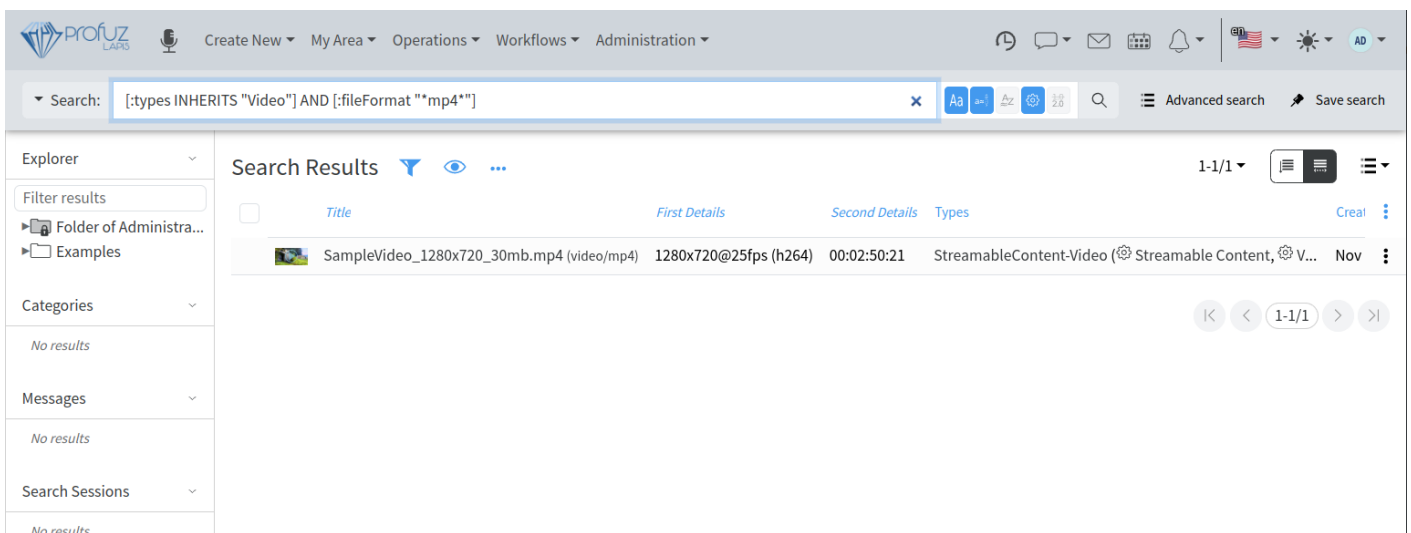 PROFUZ
LAPIS
Create New My Area Operations Workflows Administration
en
AD
Search: [:types INHERITS "Video"] AND [:fileFormat "*mp4*"]
Aa
Advanced search Save search
Explorer
Filter results
Folder of Administra...
Examples
Categories
No results
Messages
No results
Search Sessions
No results
Search Results
1-1/1
Title First Details Second Details Types Creat
SampleVideo_1280x720_30mb.mp4 (video/mp4) 1280x720@25fps (h264) 00:02:50:21 StreamableContent-Video (Streamable Content, V... Nov
1-1/1